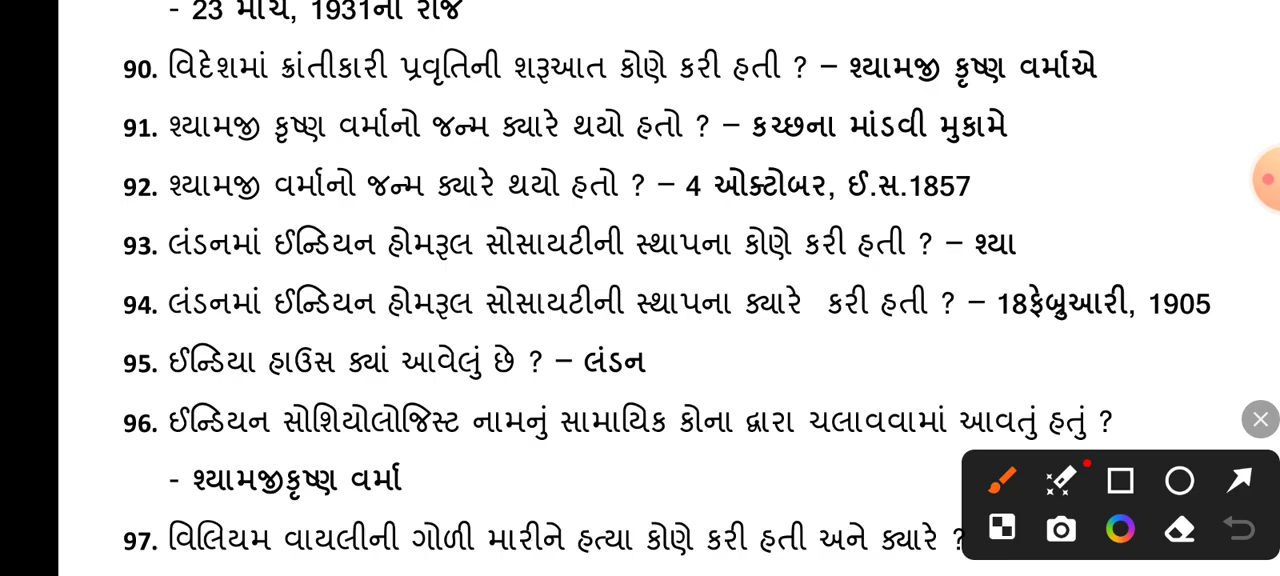 - 23 માર્ચ, 1931ના રોજ
90. વિદેશમાં ક્રાંતીકારી પ્રવૃતિની શરૂઆત કોણે કરી હતી ? – શ્યામજી કૃષ્ણ વર્માએ
91. શ્યામજી કૃષ્ણ વર્માનો જન્મ ક્યારે થયો હતો ? – કચ્છના માંડવી મુકામે
92. શ્યામજી વર્માનો જન્મ ક્યારે થયો હતો ? – 4 ઓક્ટોબર, ઈ.સ.1857
93. લંડનમાં ઈન્ડિયન હોમરૂલ સોસાયટીની સ્થાપના કોણે કરી હતી ? – શ્યા
94. લંડનમાં ઈન્ડિયન હોમરૂલ સોસાયટીની સ્થાપના ક્યારે કરી હતી ? – 18ફેબ્રુઆરી, 1905
95. ઈન્ડિયા હાઉસ ક્યાં આવેલું છે ? – લંડન
96. ઈન્ડિયન સોશિયોલોજિસ્ટ નામનું સામાયિક કોના દ્વારા ચલાવવામાં આવતું હતું ?
- શ્યામજીકૃષ્ણ વર્મા
97. વિલિયમ વાયલીની ગોળી મારીને હત્યા કોણે કરી હતી અને ક્યારે ?